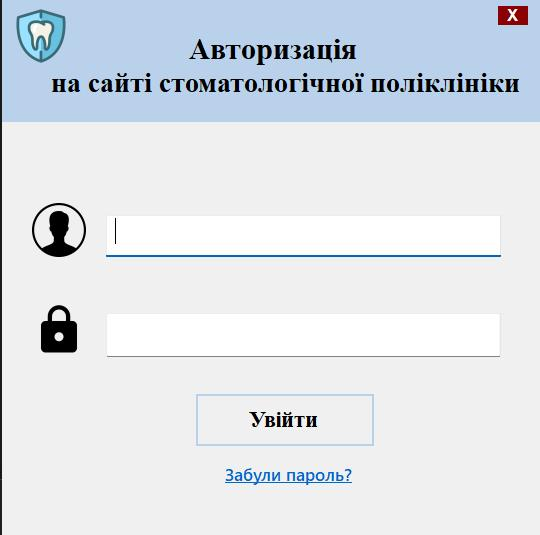 X
Авторизація
на сайті стоматологічної поліклініки
Увійти
Забули пароль?